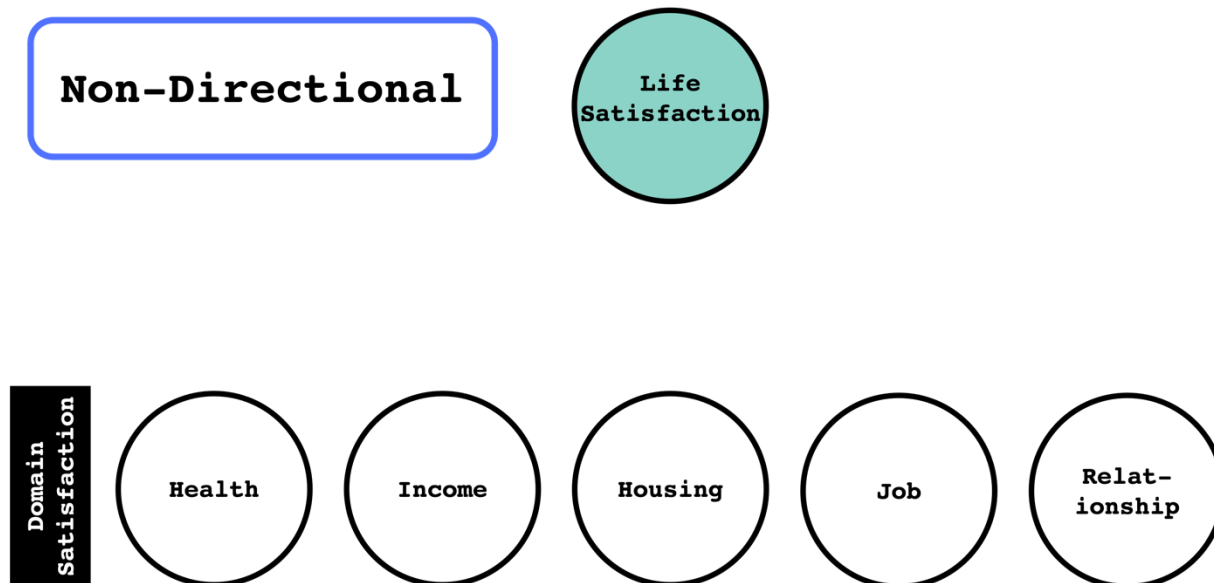 Non-Directional
Life
Satisfaction
Domain
Satisfaction
Health
Income
Housing
Job
Relat-
ionship